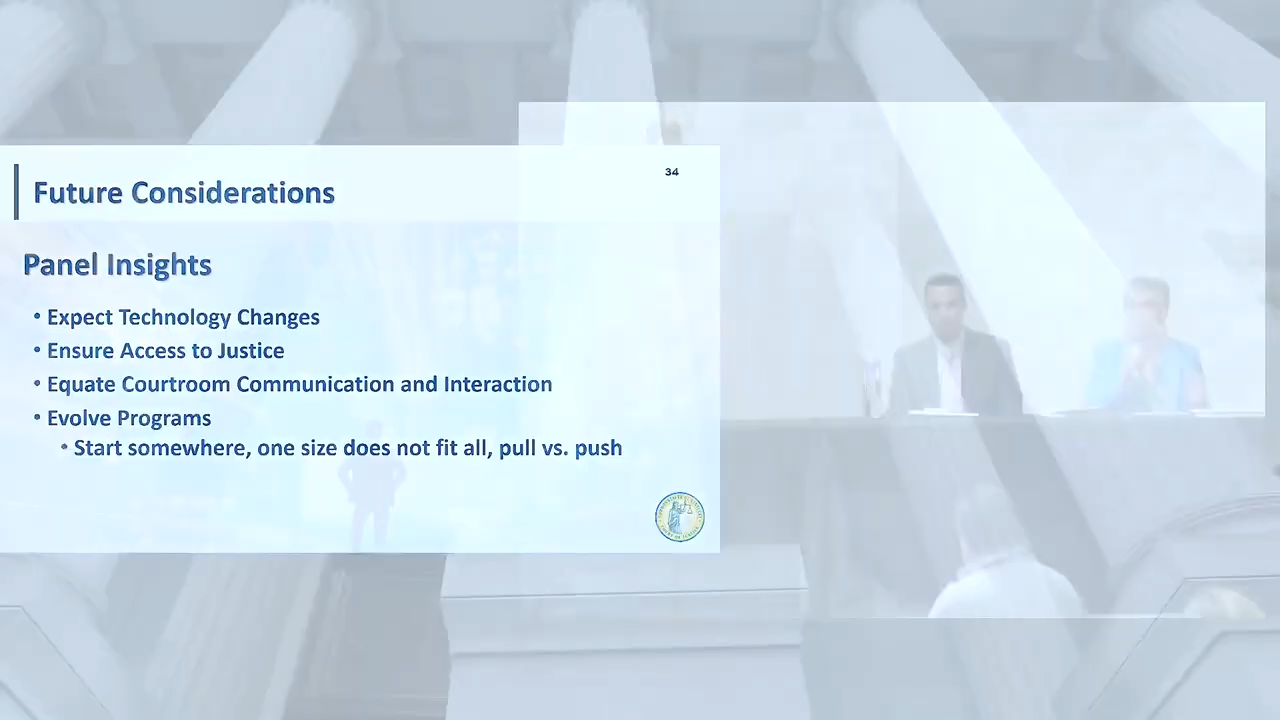 34
Future Considerations
Panel Insights
• Expect Technology Changes
• Ensure Access to Justice
• Equate Courtroom Communication and Interaction
• Evolve Programs
• Start somewhere, one size does not fit all, pull vs. push